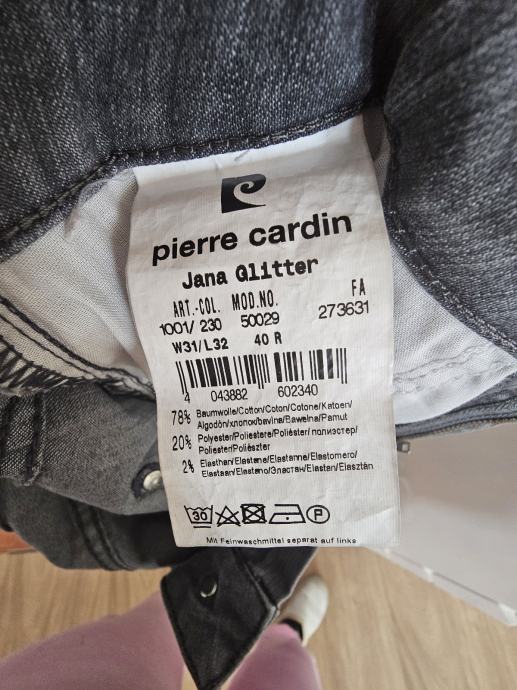 pierre cardin
Jana Glitter
ART.-COL. MOD.NO. FA
1001/ 230 50029 273631
W31/L32 40 R
4 043882 602340
78% Baumwolle/Cotton/Coton/Cotone/Katoen/
Algodón/хлопок/bavlna/Bawełna/Pamut
20% Polyester/Poliestere/Poliéster/полиэстер/
Poliester/Poliészter
2% Elasthan/Elastane/Elastanne/Elastomero/
Elastaan/Elastano/Эластан/Elastan/Elasztán
30 P
Mit Feinwaschmittel separat auf links